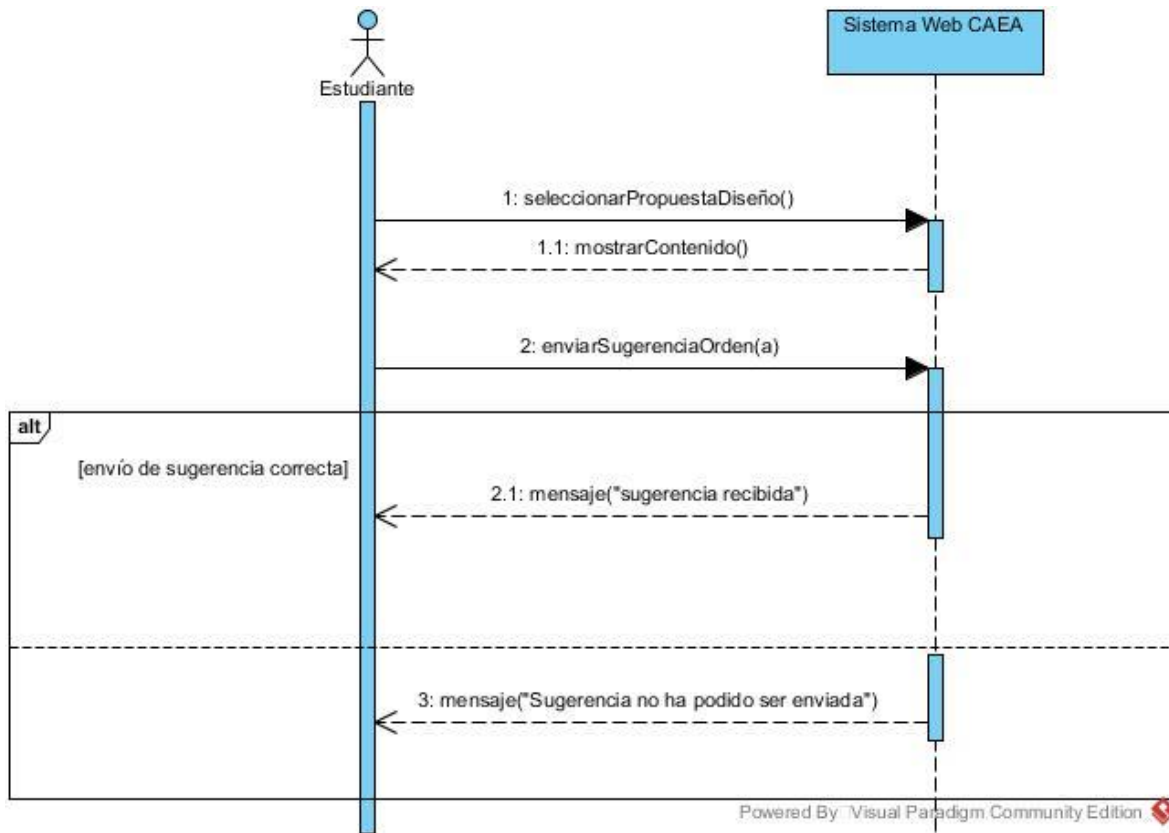 Sistema Web CAEA
Estudiante
1: seleccionarPropuestaDiseño()
1.1: mostrarContenido()
2: enviarSugerenciaOrden(a)
alt
[envío de sugerencia correcta]
2.1: mensaje("sugerencia recibida")
3: mensaje("Sugerencia no ha podido ser enviada")
Powered By Visual Paradigm Community Edition